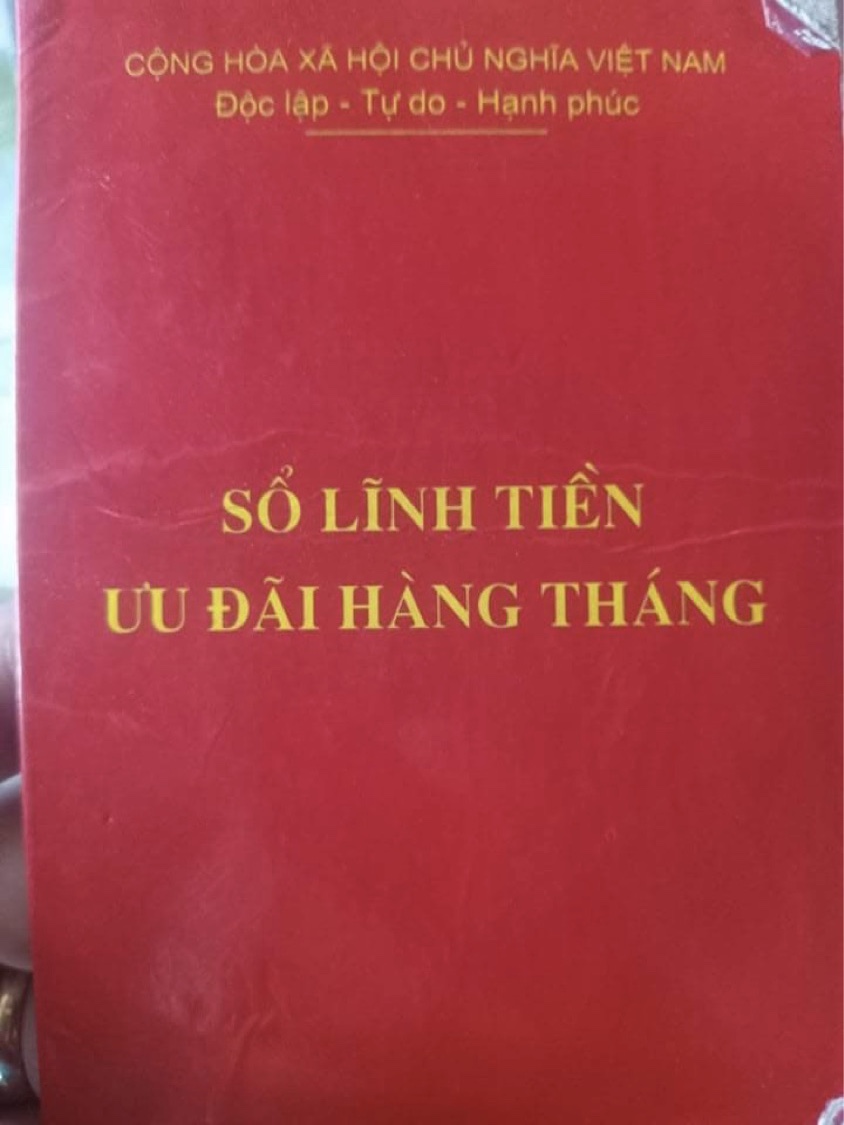 CỘNG HÒA XÃ HỘI CHỦ NGHĨA VIỆT NAM
Độc lập - Tự do - Hạnh phúc
SỔ LĨNH TIỀN
ƯU ĐÃI HÀNG THÁNG